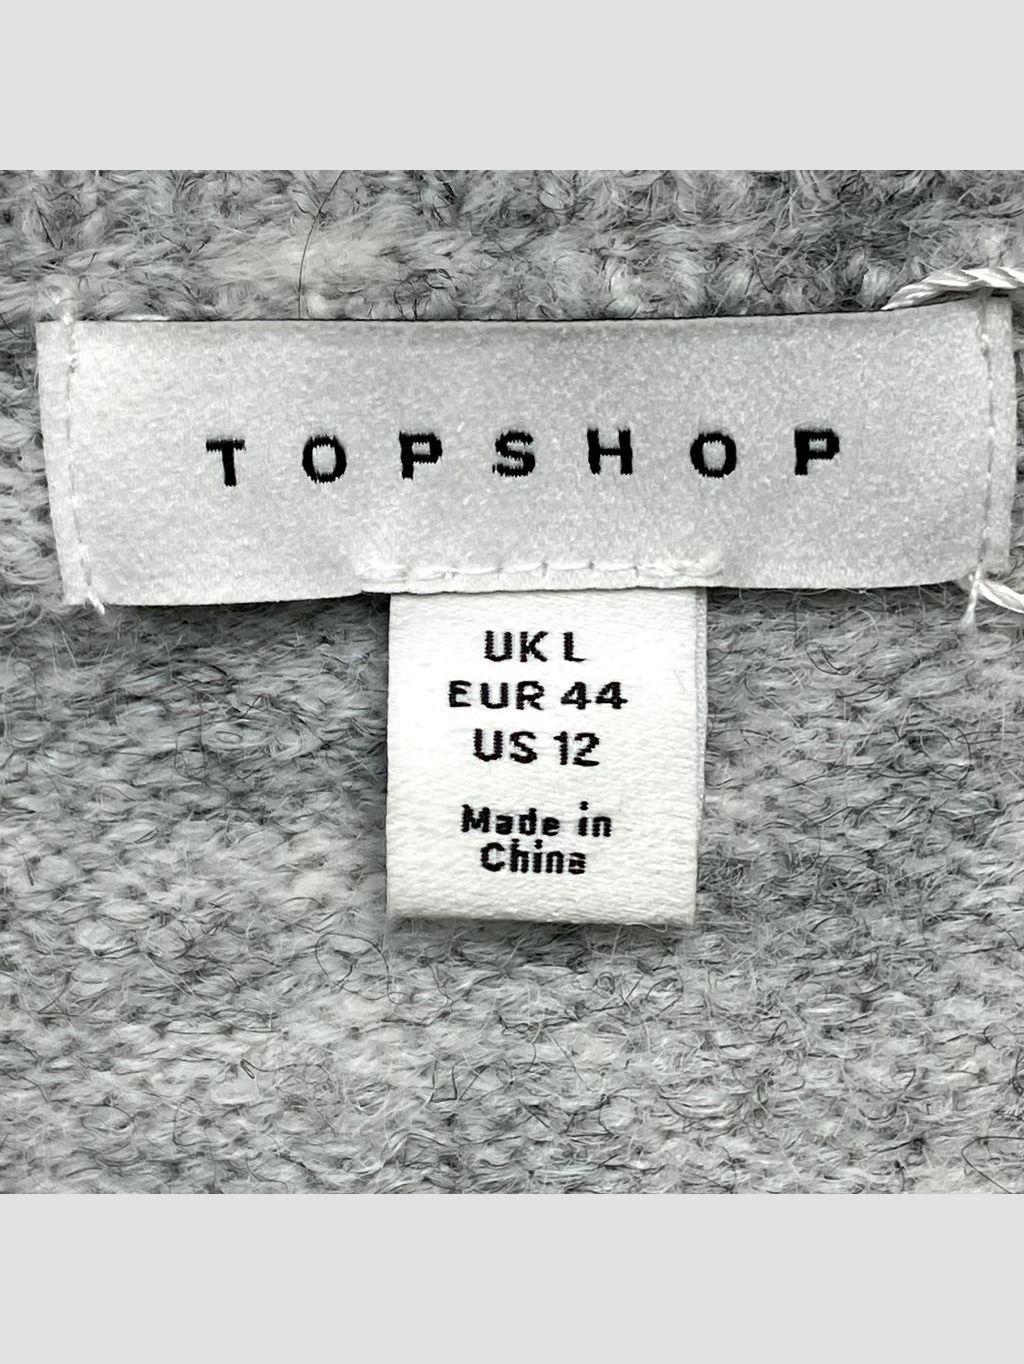 TOPSHOP
UK L
EUR 44
US 12
Made in
China